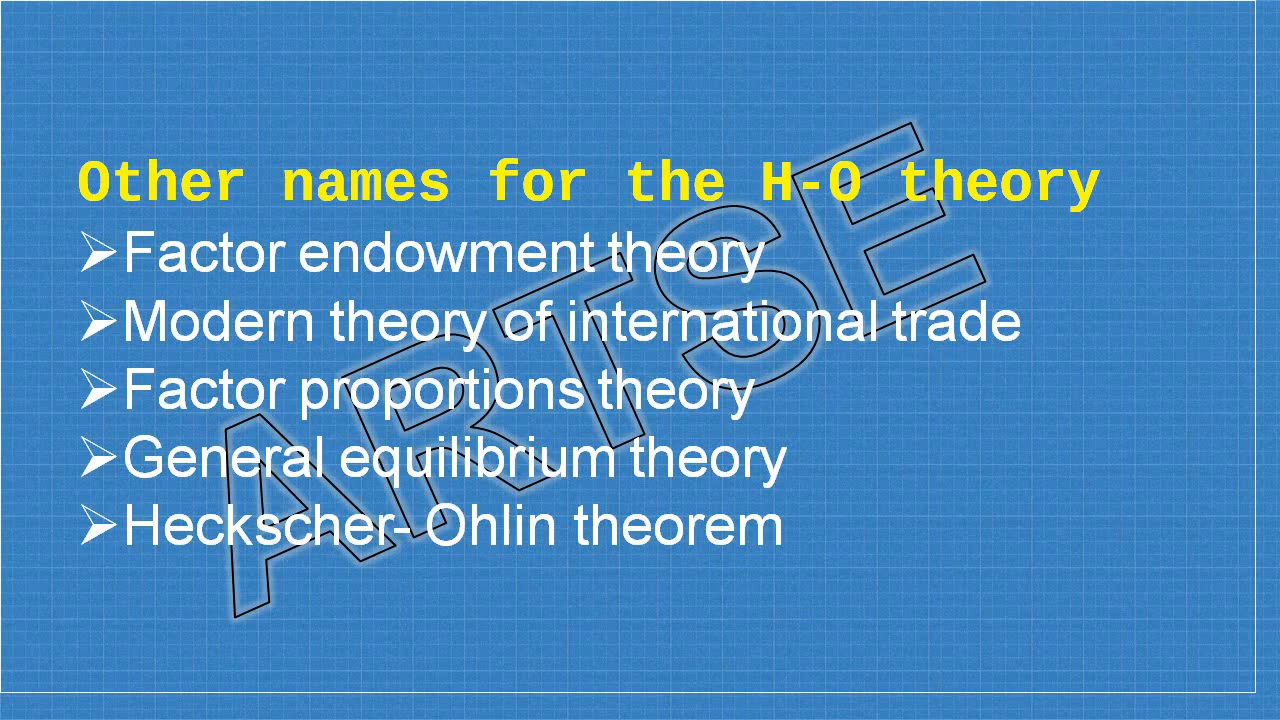 Other names for the H-O theory
➢Factor endowment theory
➢Modern theory of international trade
➢Factor proportions theory
➢General equilibrium theory
➢Heckscher- Ohlin theorem
ARTSE